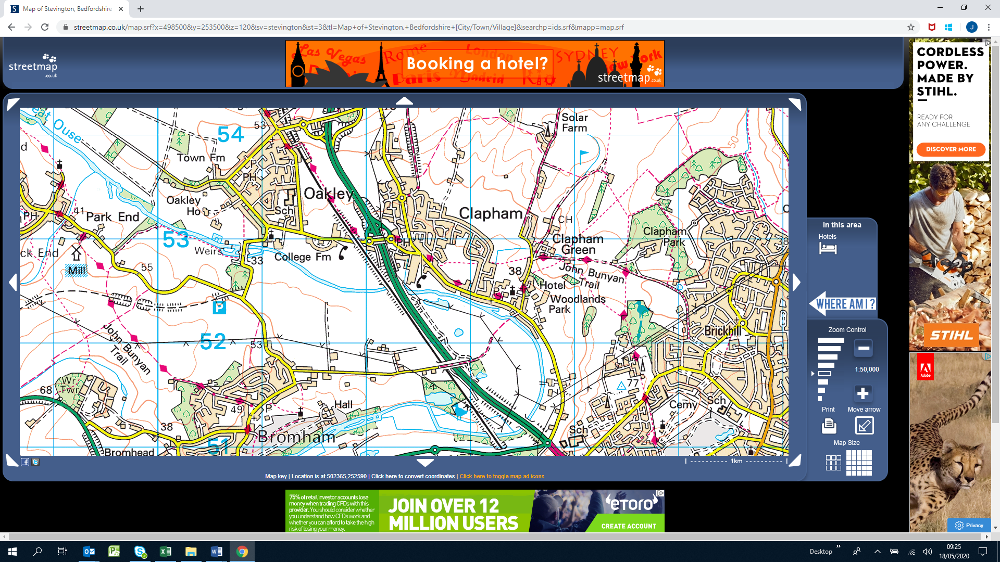 Map of Stevington, Bedfordshire
streetmap.co.uk/map.srf?x=498500&y=253500&z=120&sv=stevington&st=3&tl=Map+of+Stevington,+Bedfordshire+[City/Town/Village]&searchp=ids.srf&mapp=map.srf
J
streetmap
.co.uk
Las Vegas
Rome
London
SYDNEY
New York
Booking a hotel?
Paris
Madrid
Rio
streetmap.co.uk
CORDLESS
POWER.
MADE BY
STIHL.
READY FOR
ANY CHALLENGE
DISCOVER MORE
STIHL
Adobe
Privacy
eat Ouse
54
53
Solar
Farm
50
d
Town Fm
P
PH
Oakley
Oakley
Ho
Sch
Clapham
CH
PH
41
Park End
53
Clapham
Park
Clapham
Green
PH
38
ck End
Weirs
33
College Fm
Mill
55
38
John Bunyan
Trail
Hotel
Woodlands
Park
P
Brickhill
John Bunyan
Trail
52
53
Wr
Twr
68
77
Hall
49
P
Cemy
Sch
38
Bromham
Sch
51
Bromhead
1km
Map key | Location is at 502365,252590 | Click here to convert coordinates | Click here to toggle map ad icons
In this area
Hotels
WHERE AM I?
Zoom Control
1:50,000
Print
Move arrow
Map Size
75% of retail investor accounts lose
money when trading CFDs with this
provider. You should consider whether
you understand how CFDs work and
whether you can afford to take the high
risk of losing your money.
JOIN OVER 12
MILLION USERS
eToro
CREATE ACCOUNT
Desktop
09:25
18/05/2020